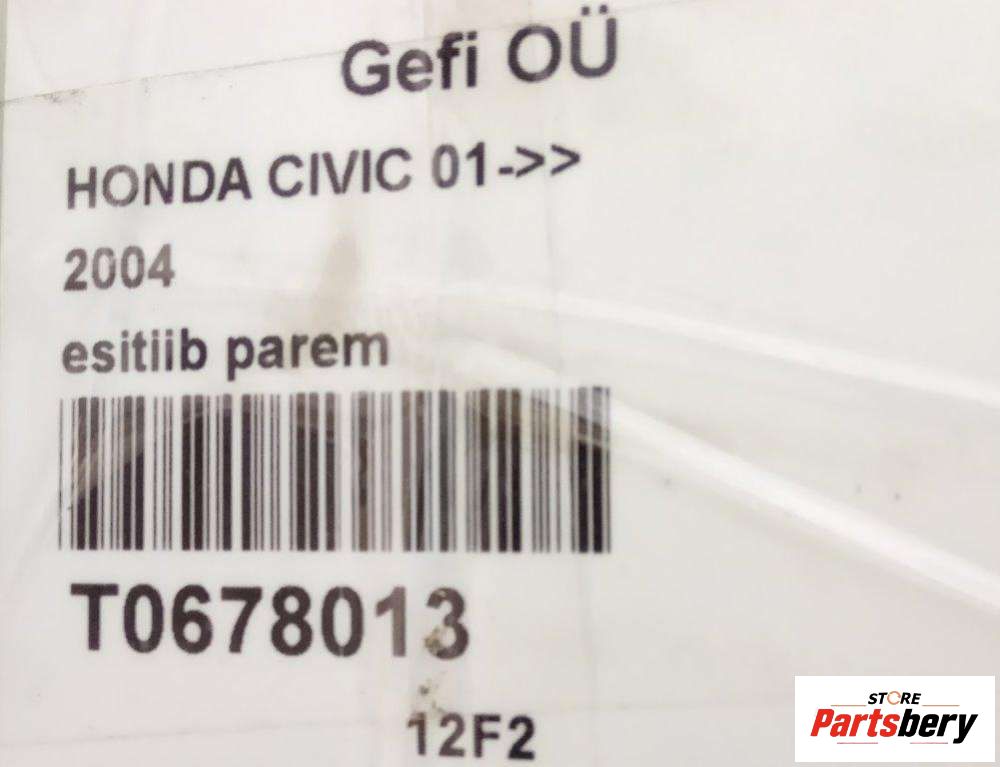 Gefi OÜ
HONDA CIVIC 01->>
2004
esitiib parem
T0678013
12F2
STORE
Partsbery